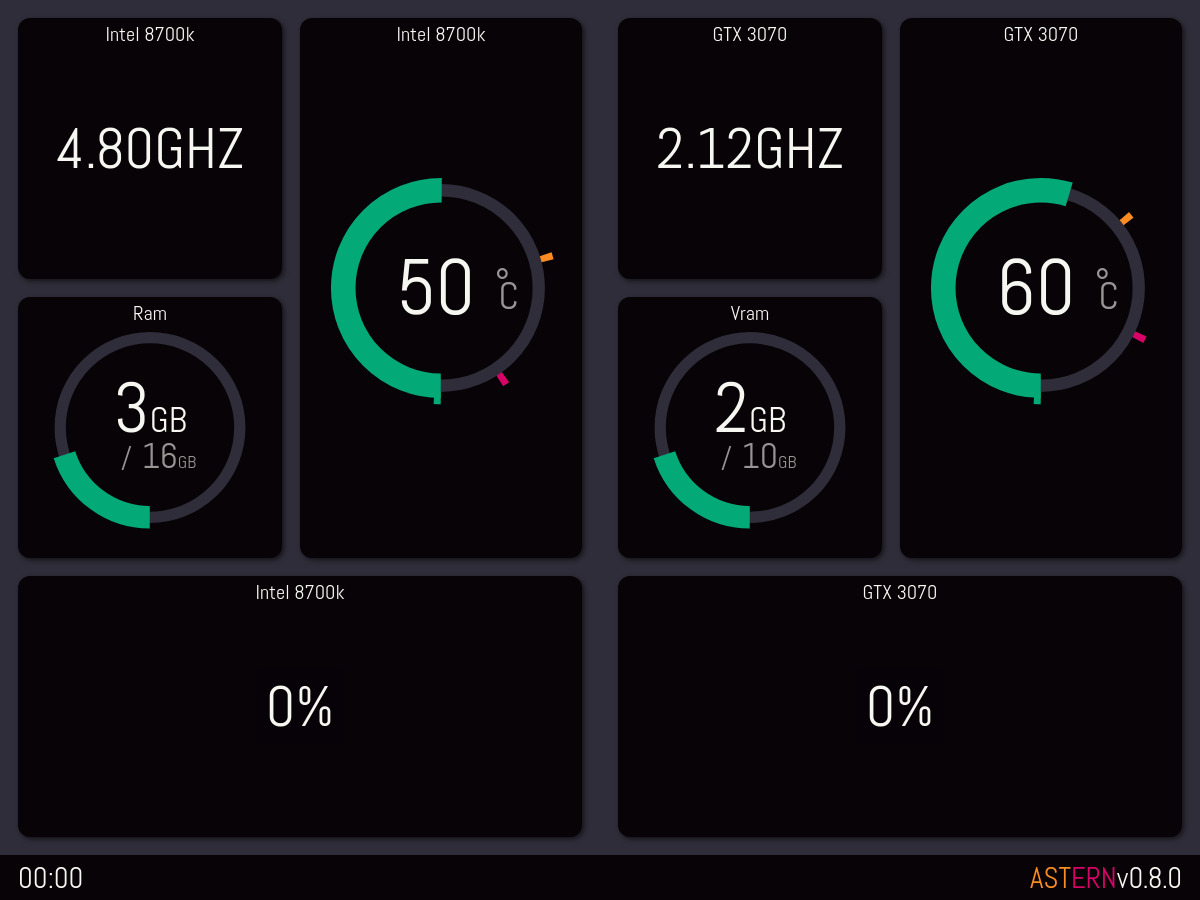 Intel 8700k
4.80GHZ
Intel 8700k
50 °C
GTX 3070
2.12GHZ
GTX 3070
60 °C
Ram
3GB
/ 16GB
Vram
2GB
/ 10GB
Intel 8700k
0%
GTX 3070
0%
00:00
ASTERNv0.8.0